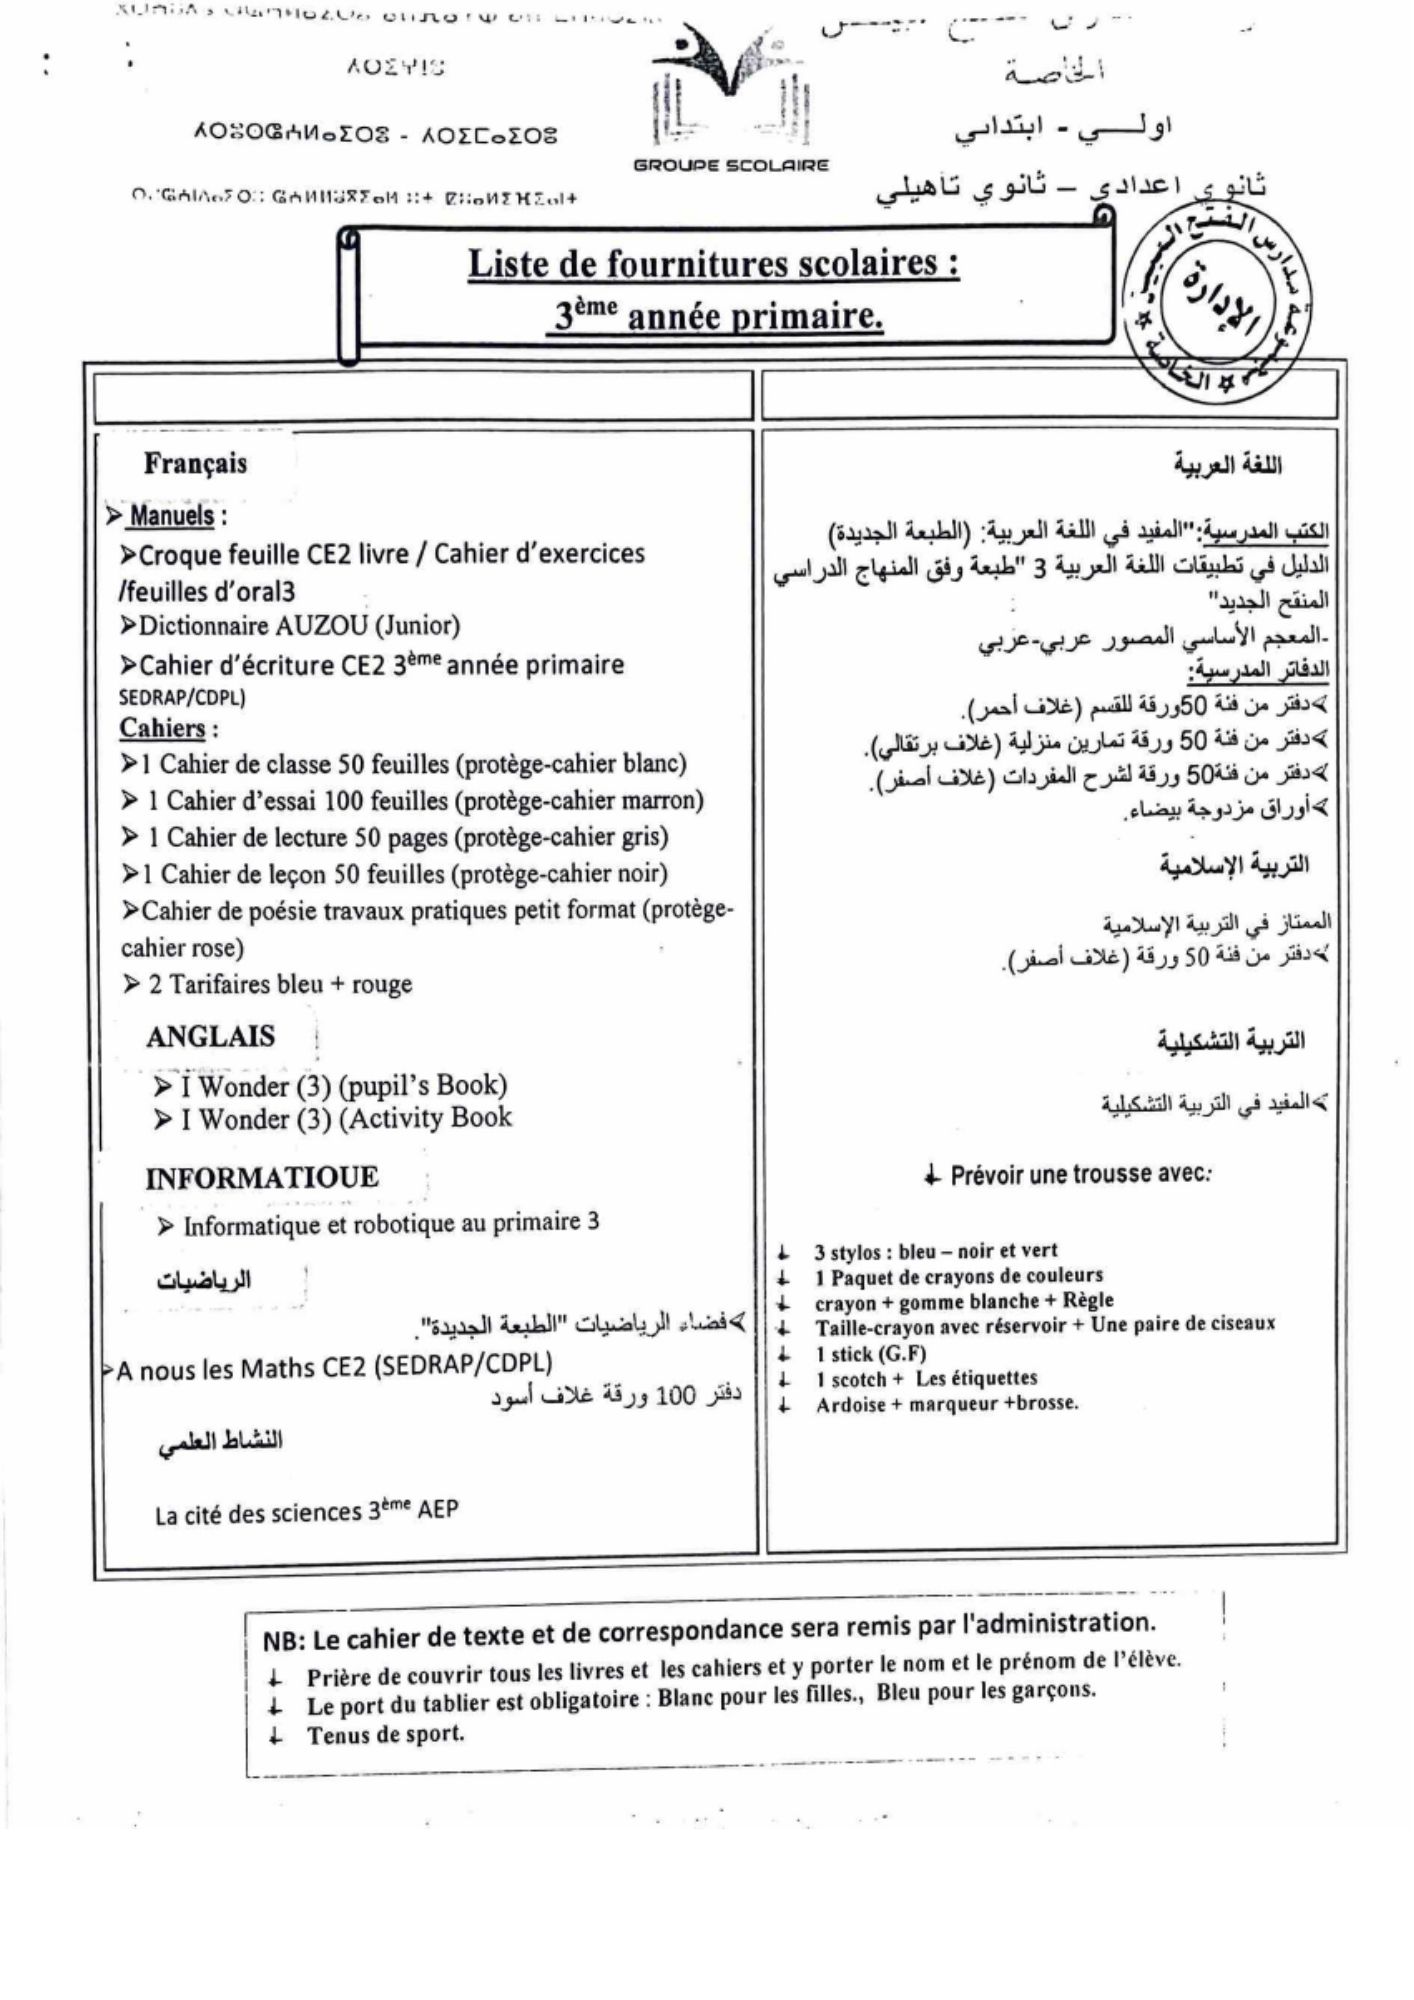 ⴷⵔⵉⵖⵏⵓ
الخاصة
اولي - ابتدائي
GROUPE SCOLAIRE
ثانوي اعدادي – ثانوي تاهيلي
الإدارة
Liste de fournitures scolaires :
3ème année primaire.
Français
➢ Manuels :
➢Croque feuille CE2 livre / Cahier d'exercices
/feuilles d'oral3
➢Dictionnaire AUZOU (Junior)
➢Cahier d'écriture CE2 3ème année primaire
SEDRAP/CDPL)
Cahiers :
➢1 Cahier de classe 50 feuilles (protège-cahier blanc)
➢ 1 Cahier d'essai 100 feuilles (protège-cahier marron)
➢ 1 Cahier de lecture 50 pages (protège-cahier gris)
➢1 Cahier de leçon 50 feuilles (protège-cahier noir)
➢Cahier de poésie travaux pratiques petit format (protège-
cahier rose)
➢ 2 Tarifaires bleu + rouge
ANGLAIS
➢ I Wonder (3) (pupil's Book)
➢ I Wonder (3) (Activity Book
INFORMATIQUE
➢ Informatique et robotique au primaire 3
الرياضيات
➢فضاء الرياضيات "الطبعة الجديدة".
➢A nous les Maths CE2 (SEDRAP/CDPL)
دفتر 100 ورقة غلاف أسود
النشاط العلمي
La cité des sciences 3ème AEP
اللغة العربية
الكتب المدرسية:"المفيد في اللغة العربية: (الطبعة الجديدة)
الدليل في تطبيقات اللغة العربية 3 "طبعة وفق المنهاج الدراسي
المنقح الجديد"
-المعجم الأساسي المصور عربي-عربي
الدفاتر المدرسية:
➢دفتر من فئة 50ورقة للقسم (غلاف أحمر).
➢دفتر من فئة 50 ورقة تمارين منزلية (غلاف برتقالي).
➢دفتر من فئة50 ورقة لشرح المفردات (غلاف أصفر).
➢أوراق مزدوجة بيضاء.
التربية الإسلامية
الممتاز في التربية الإسلامية
➢دفتر من فئة 50 ورقة (غلاف أصفر).
التربية التشكيلية
➢المفيد في التربية التشكيلية
Prévoir une trousse avec:
3 stylos : bleu – noir et vert
1 Paquet de crayons de couleurs
crayon + gomme blanche + Règle
Taille-crayon avec réservoir + Une paire de ciseaux
1 stick (G.F)
1 scotch + Les étiquettes
Ardoise + marqueur +brosse.
NB: Le cahier de texte et de correspondance sera remis par l'administration.
Prière de couvrir tous les livres et les cahiers et y porter le nom et le prénom de l'élève.
Le port du tablier est obligatoire : Blanc pour les filles., Bleu pour les garçons.
Tenus de sport.